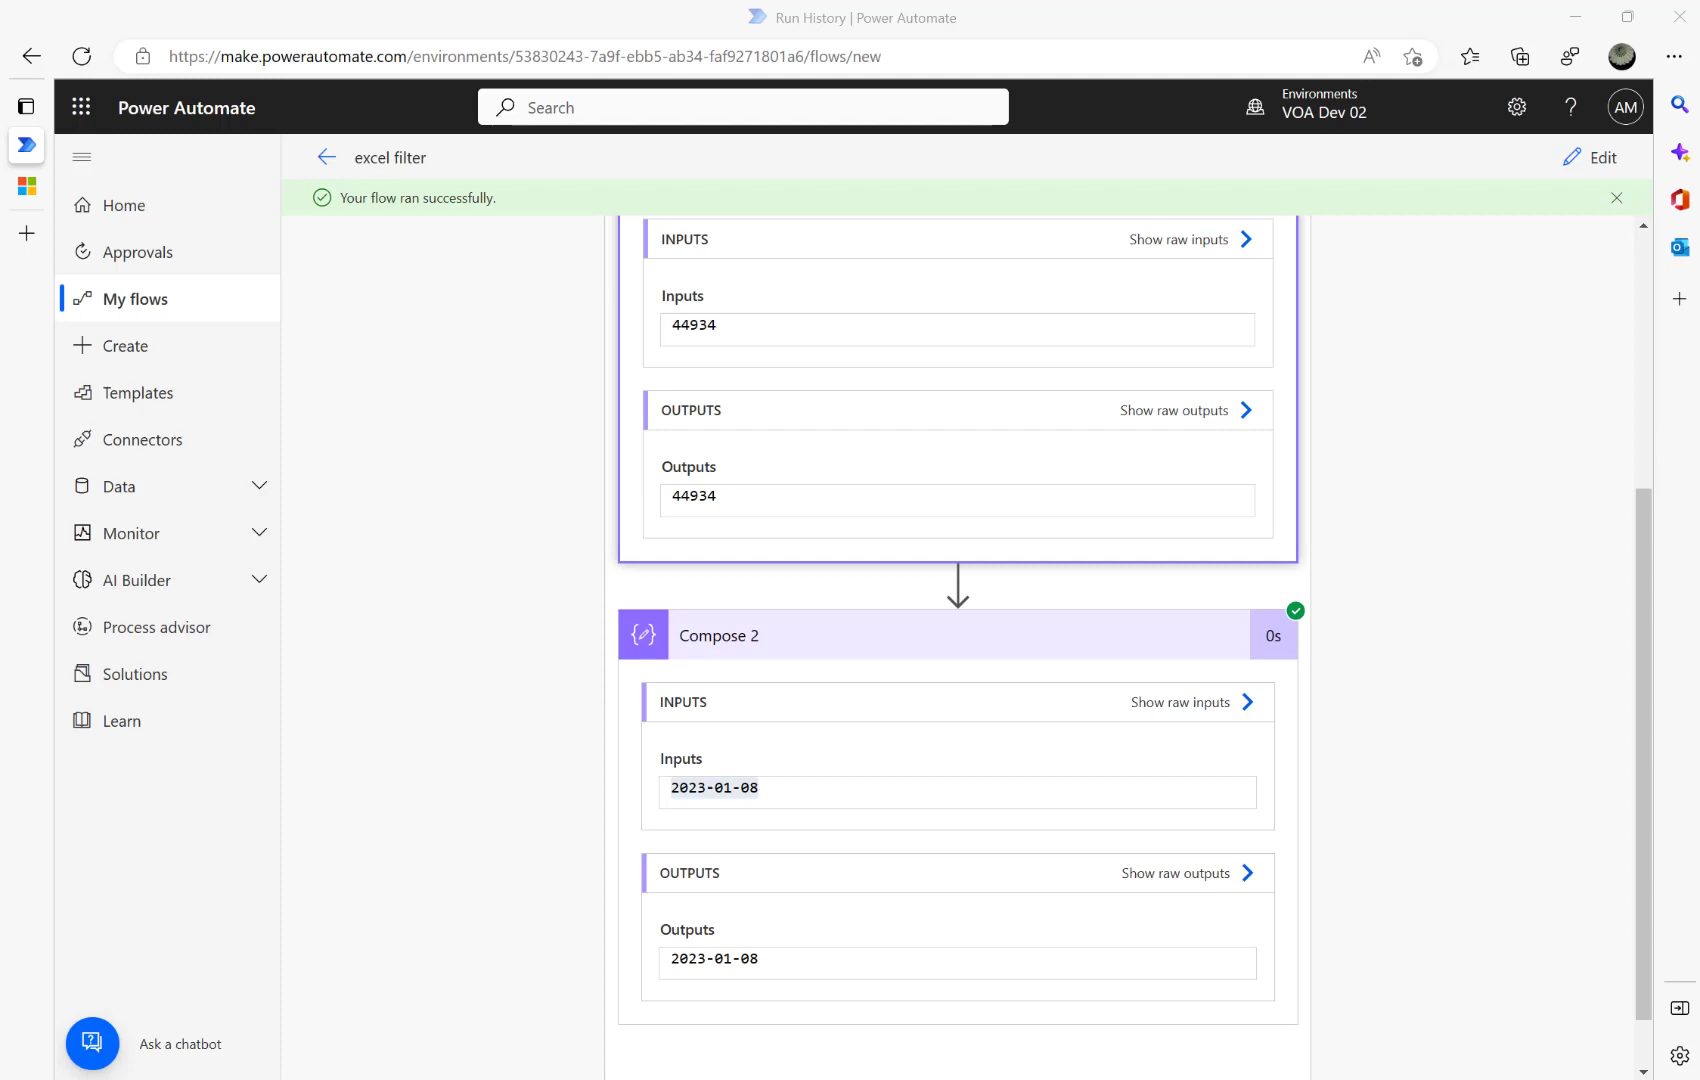 Run History | Power Automate
https://make.powerautomate.com/environments/53830243-7a9f-ebb5-ab34-faf9271801a6/flows/new
Power Automate
Search
Environments
VOA Dev 02
?
AM
excel filter
Edit
Your flow ran successfully.
Home
Approvals
My flows
Create
Templates
Connectors
Data
Monitor
AI Builder
Process advisor
Solutions
Learn
Ask a chatbot
INPUTS
Show raw inputs
Inputs
44934
OUTPUTS
Show raw outputs
Outputs
44934
Compose 2
0s
INPUTS
Show raw inputs
Inputs
2023-01-08
OUTPUTS
Show raw outputs
Outputs
2023-01-08